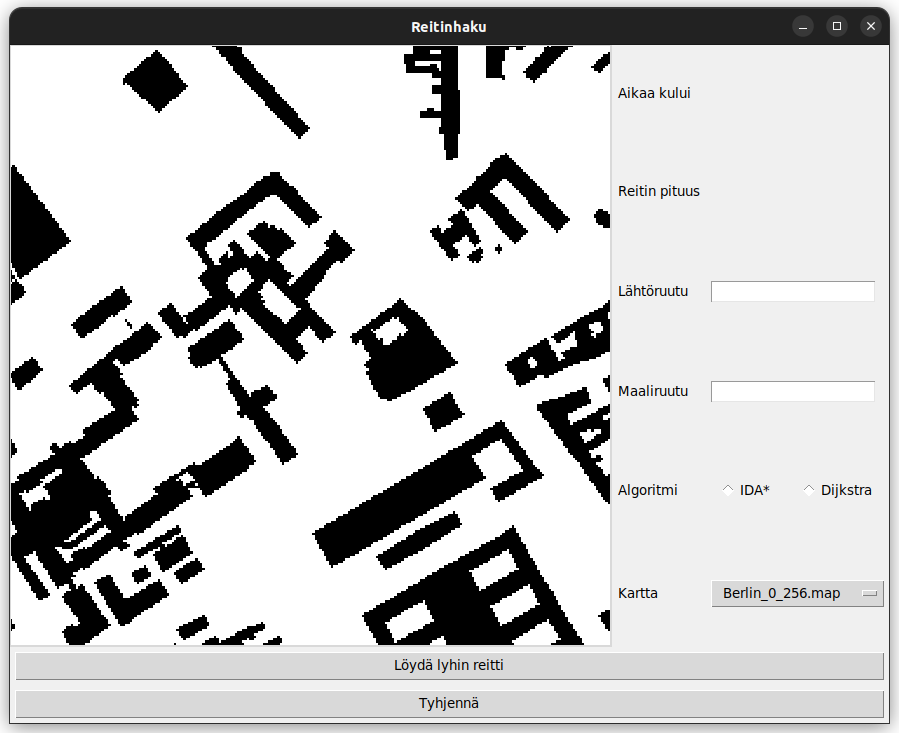 Reitinhaku
Aikaa kului
Reitin pituus
Lähtöruutu
Maaliruutu
Algoritmi IDA* Dijkstra
Kartta Berlin_0_256.map
Löydä lyhin reitti
Tyhjennä